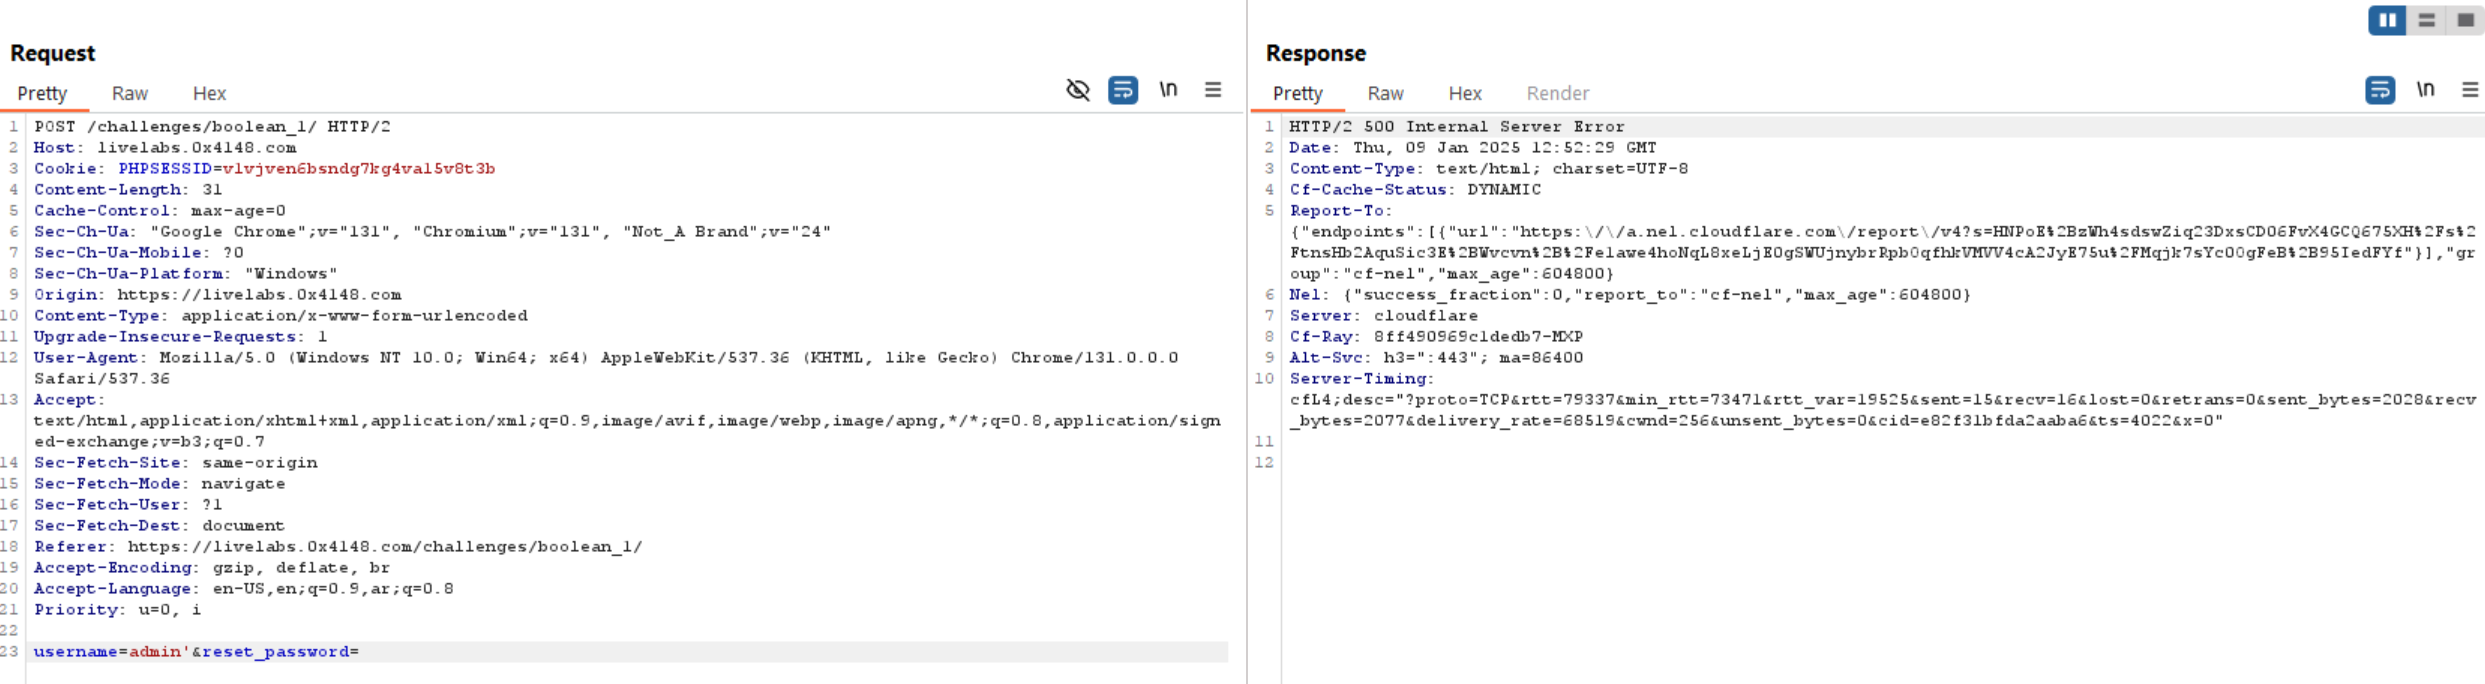 Request
Pretty Raw Hex
\n
1 POST /challenges/boolean_1/ HTTP/2
2 Host: livelabs.0x4148.com
3 Cookie: PHPSESSID=vlvjven6bsndg7kg4val5v8t3b
4 Content-Length: 31
5 Cache-Control: max-age=0
6 Sec-Ch-Ua: "Google Chrome";v="131", "Chromium";v="131", "Not_A Brand";v="24"
7 Sec-Ch-Ua-Mobile: ?0
8 Sec-Ch-Ua-Platform: "Windows"
9 Origin: https://livelabs.0x4148.com
10 Content-Type: application/x-www-form-urlencoded
11 Upgrade-Insecure-Requests: 1
12 User-Agent: Mozilla/5.0 (Windows NT 10.0; Win64; x64) AppleWebKit/537.36 (KHTML, like Gecko) Chrome/131.0.0.0
Safari/537.36
13 Accept:
text/html,application/xhtml+xml,application/xml;q=0.9,image/avif,image/webp,image/apng,*/*;q=0.8,application/sign
ed-exchange;v=b3;q=0.7
14 Sec-Fetch-Site: same-origin
15 Sec-Fetch-Mode: navigate
16 Sec-Fetch-User: ?1
17 Sec-Fetch-Dest: document
18 Referer: https://livelabs.0x4148.com/challenges/boolean_1/
19 Accept-Encoding: gzip, deflate, br
20 Accept-Language: en-US,en;q=0.9,ar;q=0.8
21 Priority: u=0, i
22
23 username=admin'&reset_password=
Response
Pretty Raw Hex Render
\n
1 HTTP/2 500 Internal Server Error
2 Date: Thu, 09 Jan 2025 12:52:29 GMT
3 Content-Type: text/html; charset=UTF-8
4 Cf-Cache-Status: DYNAMIC
5 Report-To:
{"endpoints":[{"url":"https:\/\/a.nel.cloudflare.com\/report\/v4?s=HNPoE%2BzWh4sdswZiq23DxsCD06FvX4GCQ675XH%2Fs%2
FtnsHb2AquSic3E%2BWvcvn%2B%2Felawe4hoNqL8xeLjE0gSWUjnybrRpb0qfhkVMVV4cA2JyE75u%2FMqjk7sYc00gFeB%2B95IedFYf"}],"gr
oup":"cf-nel","max_age":604800}
6 Nel: {"success_fraction":0,"report_to":"cf-nel","max_age":604800}
7 Server: cloudflare
8 Cf-Ray: 8ff490969c1dedb7-MXP
9 Alt-Svc: h3=":443"; ma=86400
10 Server-Timing:
cfL4;desc="?proto=TCP&rtt=79337&min_rtt=73471&rtt_var=19525&sent=15&recv=16&lost=0&retrans=0&sent_bytes=2028&recv
_bytes=2077&delivery_rate=68519&cwnd=256&unsent_bytes=0&cid=e82f31bfda2aaba6&ts=4022&x=0"
11
12